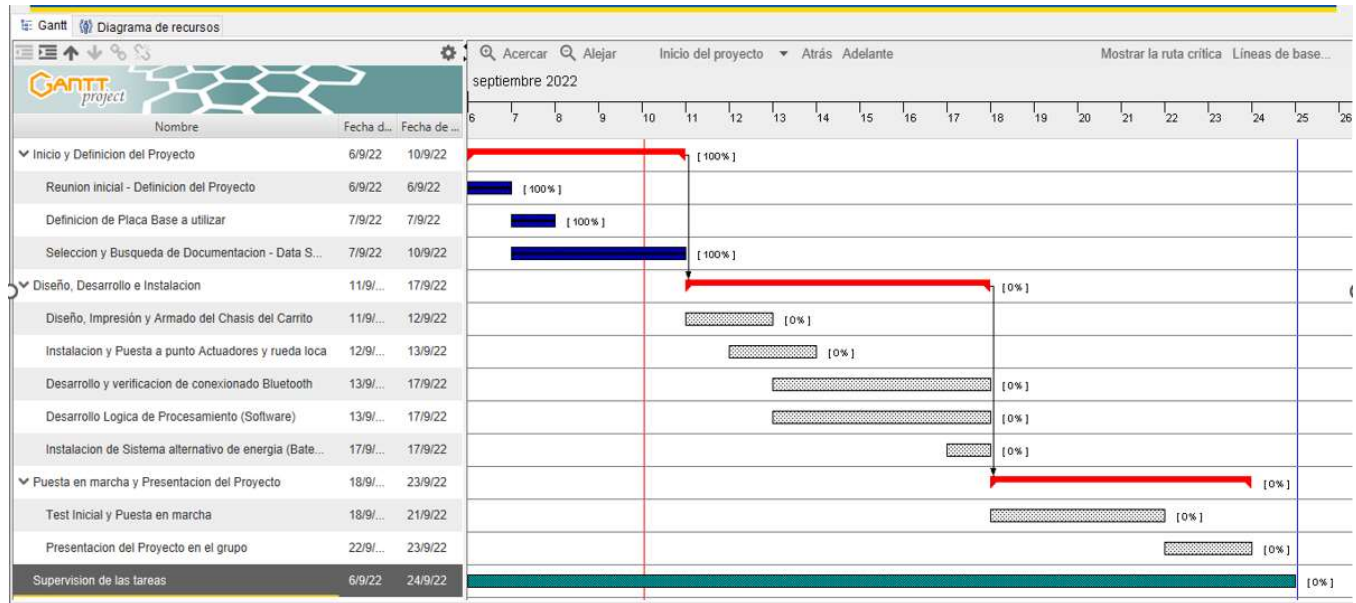 Gantt Diagrama de recursos
Acercar Alejar Inicio del proyecto Atrás Adelante Mostrar la ruta crítica Líneas de base...
GANTT project
septiembre 2022
Nombre Fecha d... Fecha de ...
6 7 8 9 10 11 12 13 14 15 16 17 18 19 20 21 22 23 24 25 26
Inicio y Definicion del Proyecto 6/9/22 10/9/22 [ 100% ]
Reunion inicial - Definicion del Proyecto 6/9/22 6/9/22 [ 100% ]
Definicion de Placa Base a utilizar 7/9/22 7/9/22 [ 100% ]
Seleccion y Busqueda de Documentacion - Data S... 7/9/22 10/9/22 [ 100% ]
Diseño, Desarrollo e Instalacion 11/9/... 17/9/22 [ 0% ]
Diseño, Impresión y Armado del Chasis del Carrito 11/9/... 12/9/22 [ 0% ]
Instalacion y Puesta a punto Actuadores y rueda loca 12/9/... 13/9/22 [ 0% ]
Desarrollo y verificacion de conexionado Bluetooth 13/9/... 17/9/22 [ 0% ]
Desarrollo Logica de Procesamiento (Software) 13/9/... 17/9/22 [ 0% ]
Instalacion de Sistema alternativo de energia (Bate... 17/9/... 17/9/22 [ 0% ]
Puesta en marcha y Presentacion del Proyecto 18/9/... 23/9/22 [ 0% ]
Test Inicial y Puesta en marcha 18/9/... 21/9/22 [ 0% ]
Presentacion del Proyecto en el grupo 22/9/... 23/9/22 [ 0% ]
Supervision de las tareas 6/9/22 24/9/22 [ 0% ]